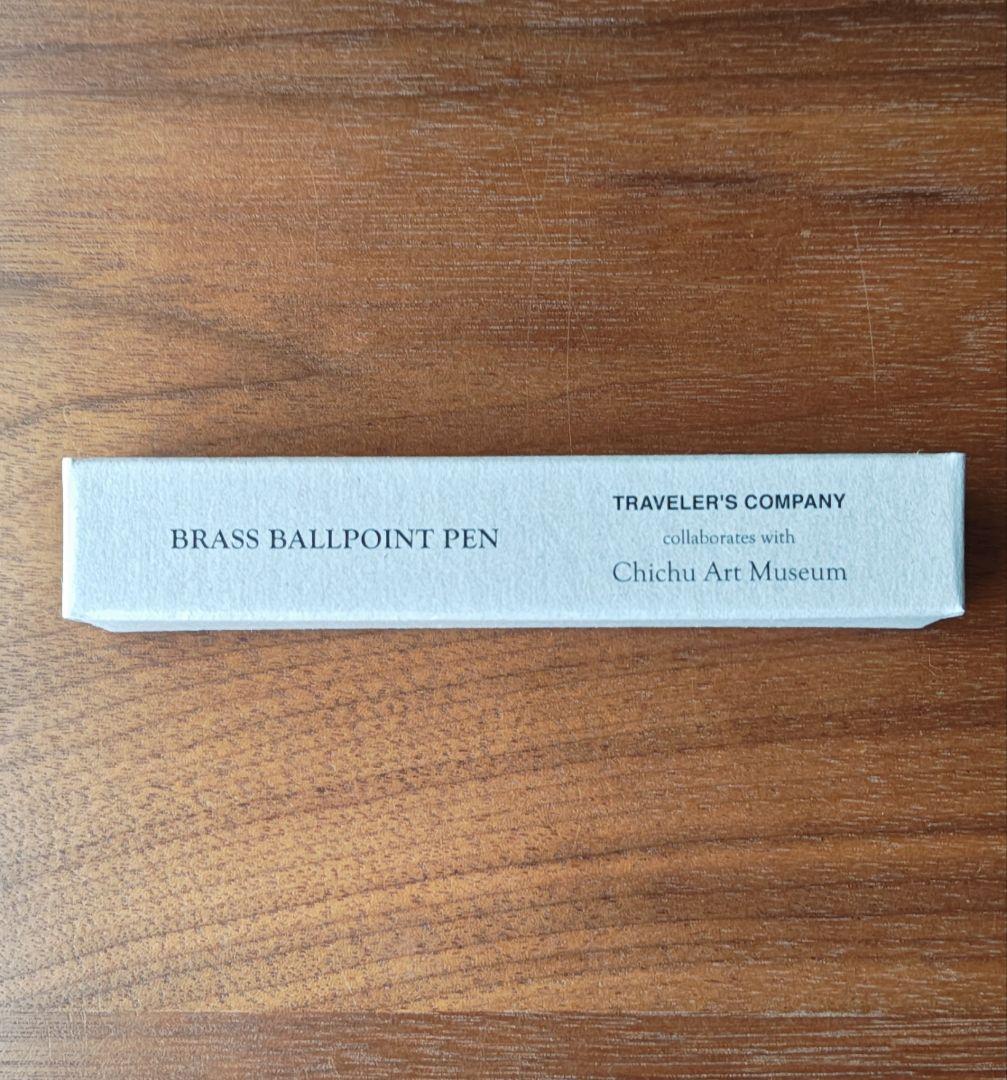 BRASS BALLPOINT PEN
TRAVELER'S COMPANY
collaborates with
Chichu Art Museum